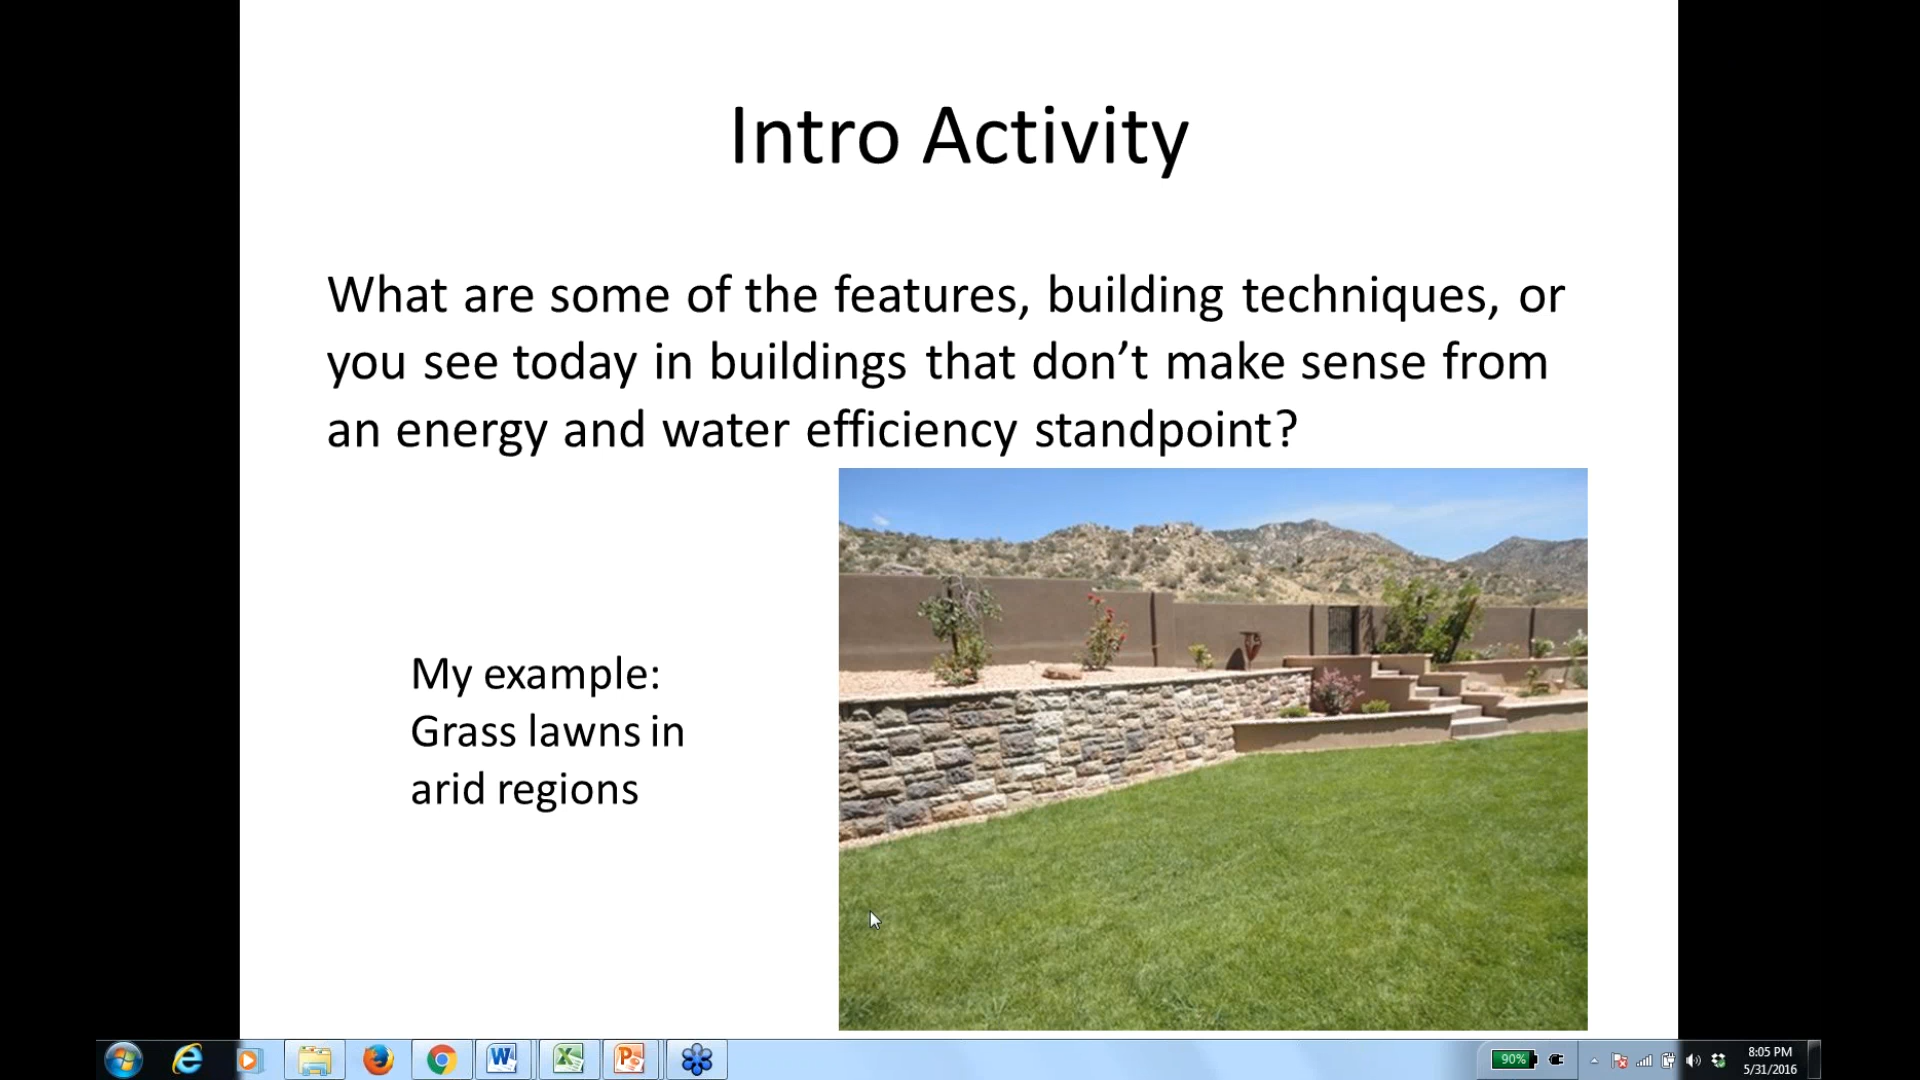 Intro Activity
What are some of the features, building techniques, or
you see today in buildings that don’t make sense from
an energy and water efficiency standpoint?
My example:
Grass lawns in
arid regions
90%
8:05 PM
5/31/2016